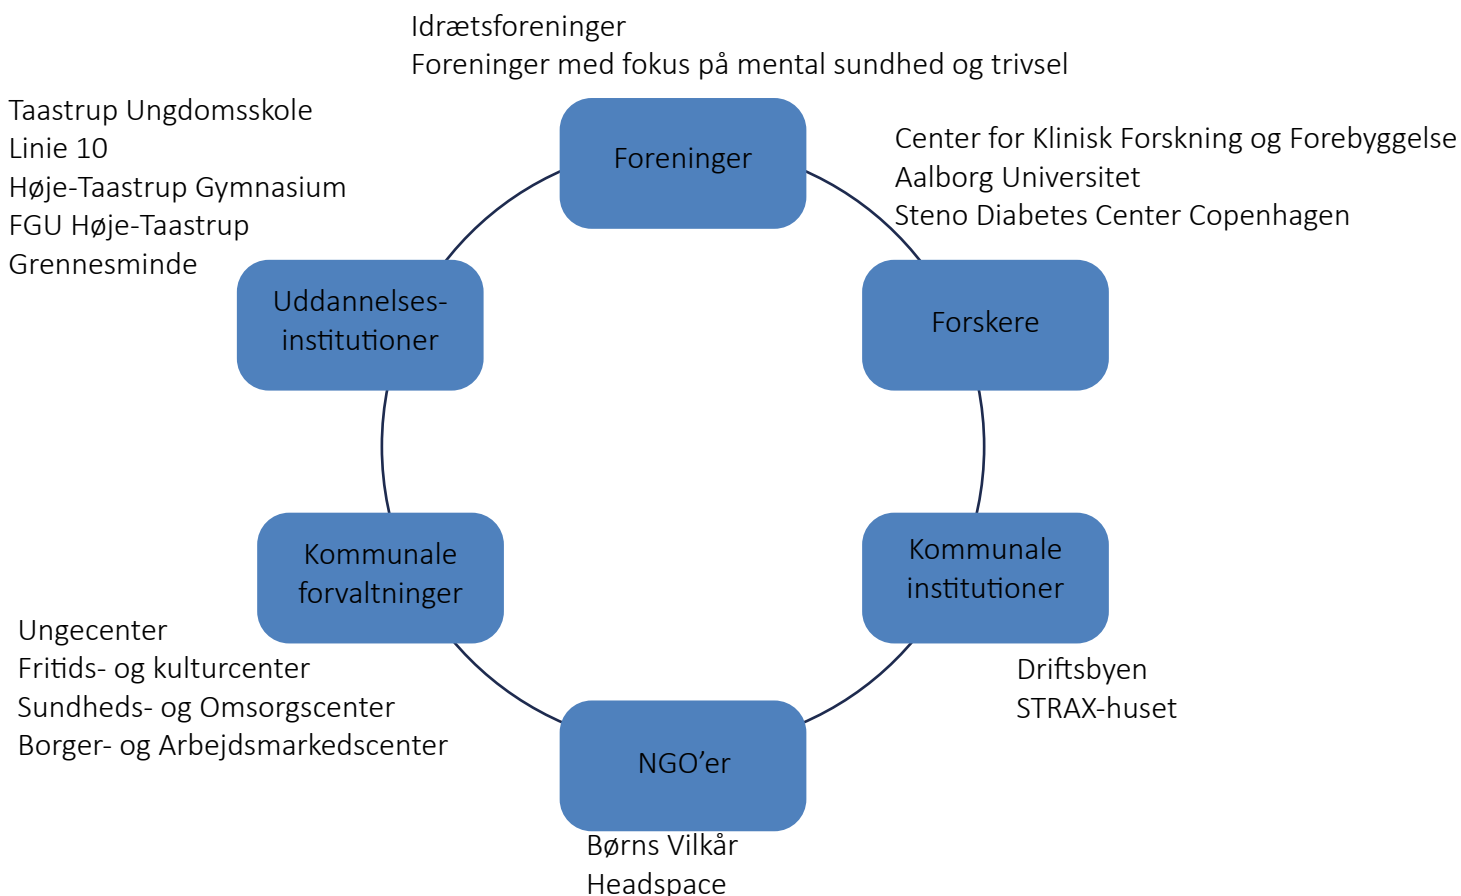 Idrætsforeninger
Foreninger med fokus på mental sundhed og trivsel
Foreninger
Center for Klinisk Forskning og Forebyggelse
Aalborg Universitet
Steno Diabetes Center Copenhagen
Forskere
Kommunale
institutioner
Driftsbyen
STRAX-huset
NGO’er
Børns Vilkår
Headspace
Kommunale
forvaltninger
Ungecenter
Fritids- og kulturcenter
Sundheds- og Omsorgscenter
Borger- og Arbejdsmarkedscenter
Taastrup Ungdomsskole
Linie 10
Høje-Taastrup Gymnasium
FGU Høje-Taastrup
Grennesminde
Uddannelses-
institutioner